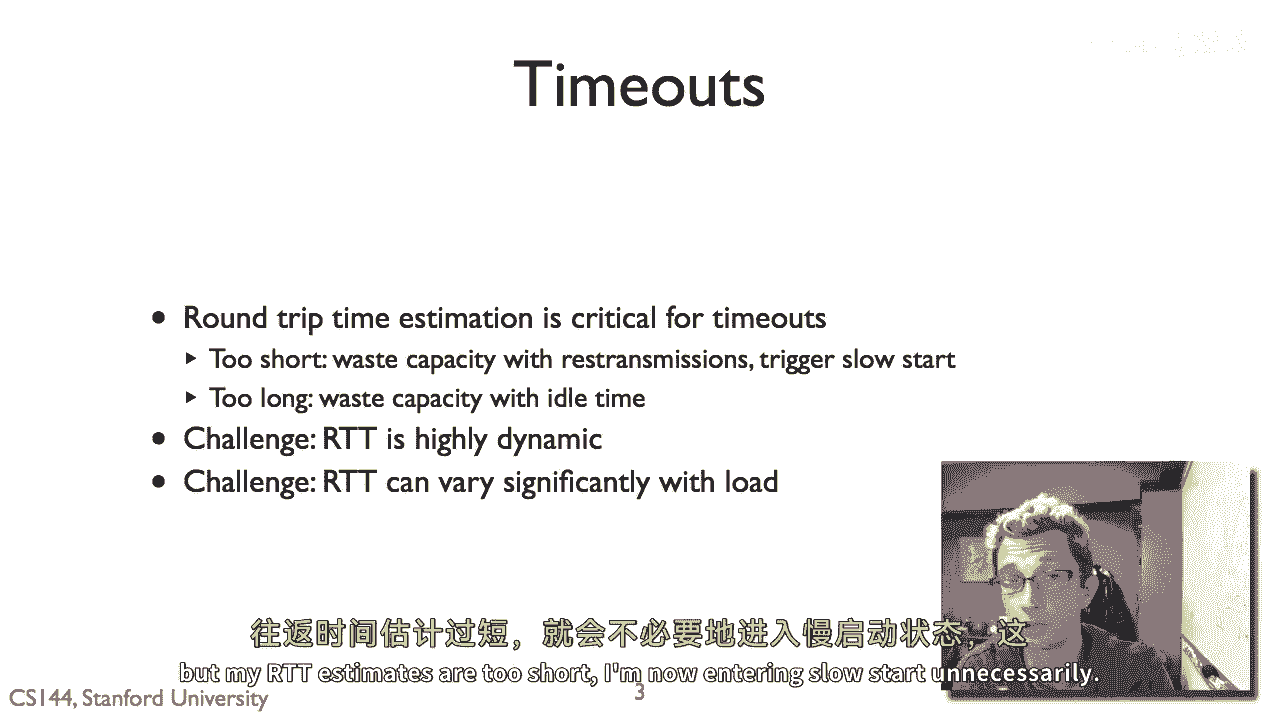 Timeouts
• Round trip time estimation is critical for timeouts
▸ Too short: waste capacity with restransmissions, trigger slow start
▸ Too long: waste capacity with idle time
• Challenge: RTT is highly dynamic
• Challenge: RTT can vary significantly with load
往返时间估计过短，就会不必要地进入慢启动状态，这
but my RTT estimates are too short, I'm now entering slow start unnecessarily.
CS144, Stanford University
3